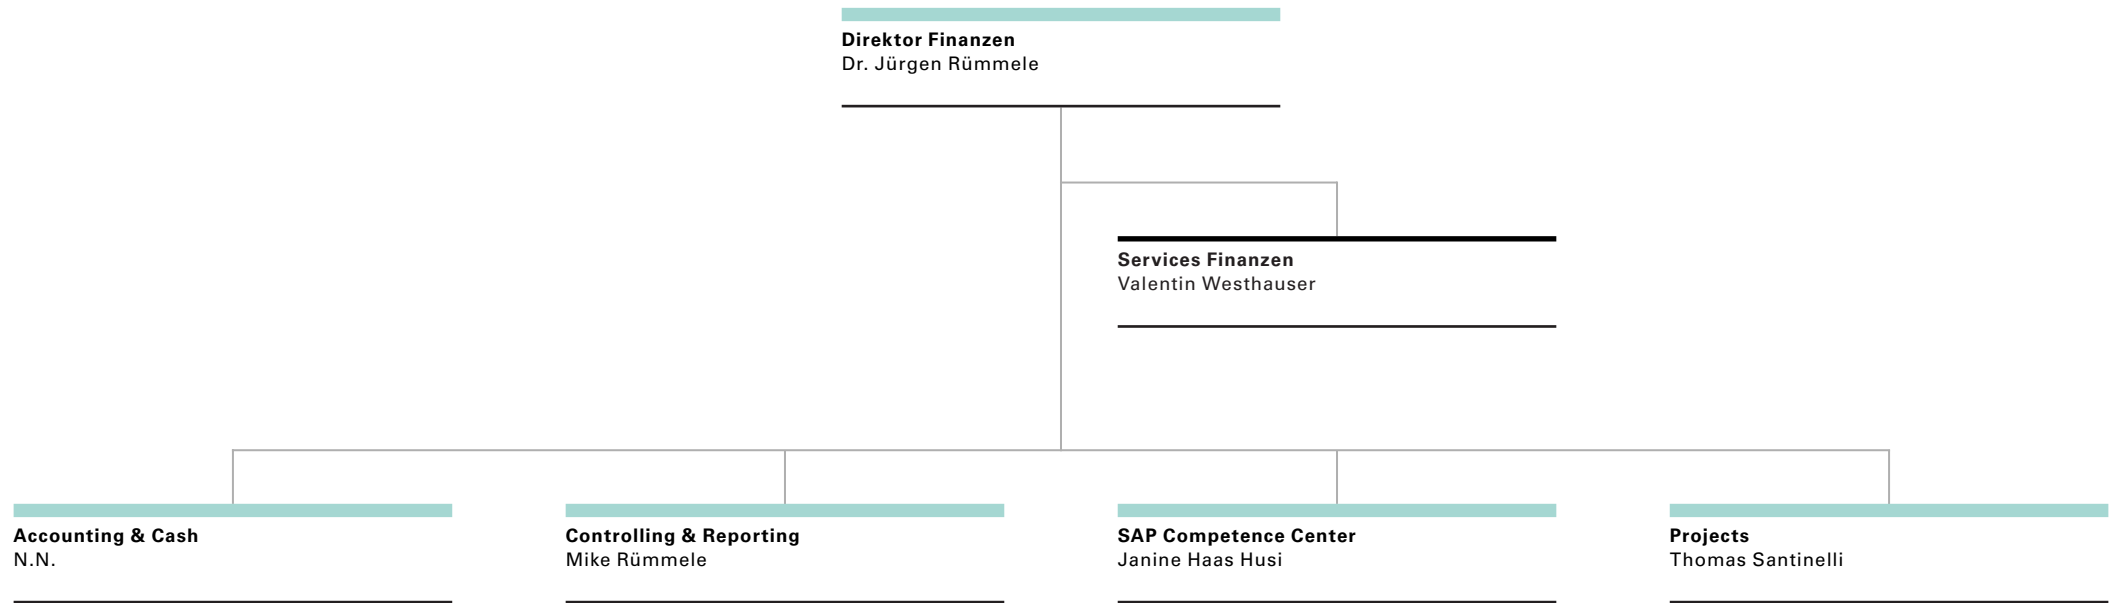 Direktor Finanzen
Dr. Jürgen Rümmele
Services Finanzen
Valentin Westhauser
Accounting & Cash
N.N.
Controlling & Reporting
Mike Rümmele
SAP Competence Center
Janine Haas Husi
Projects
Thomas Santinelli